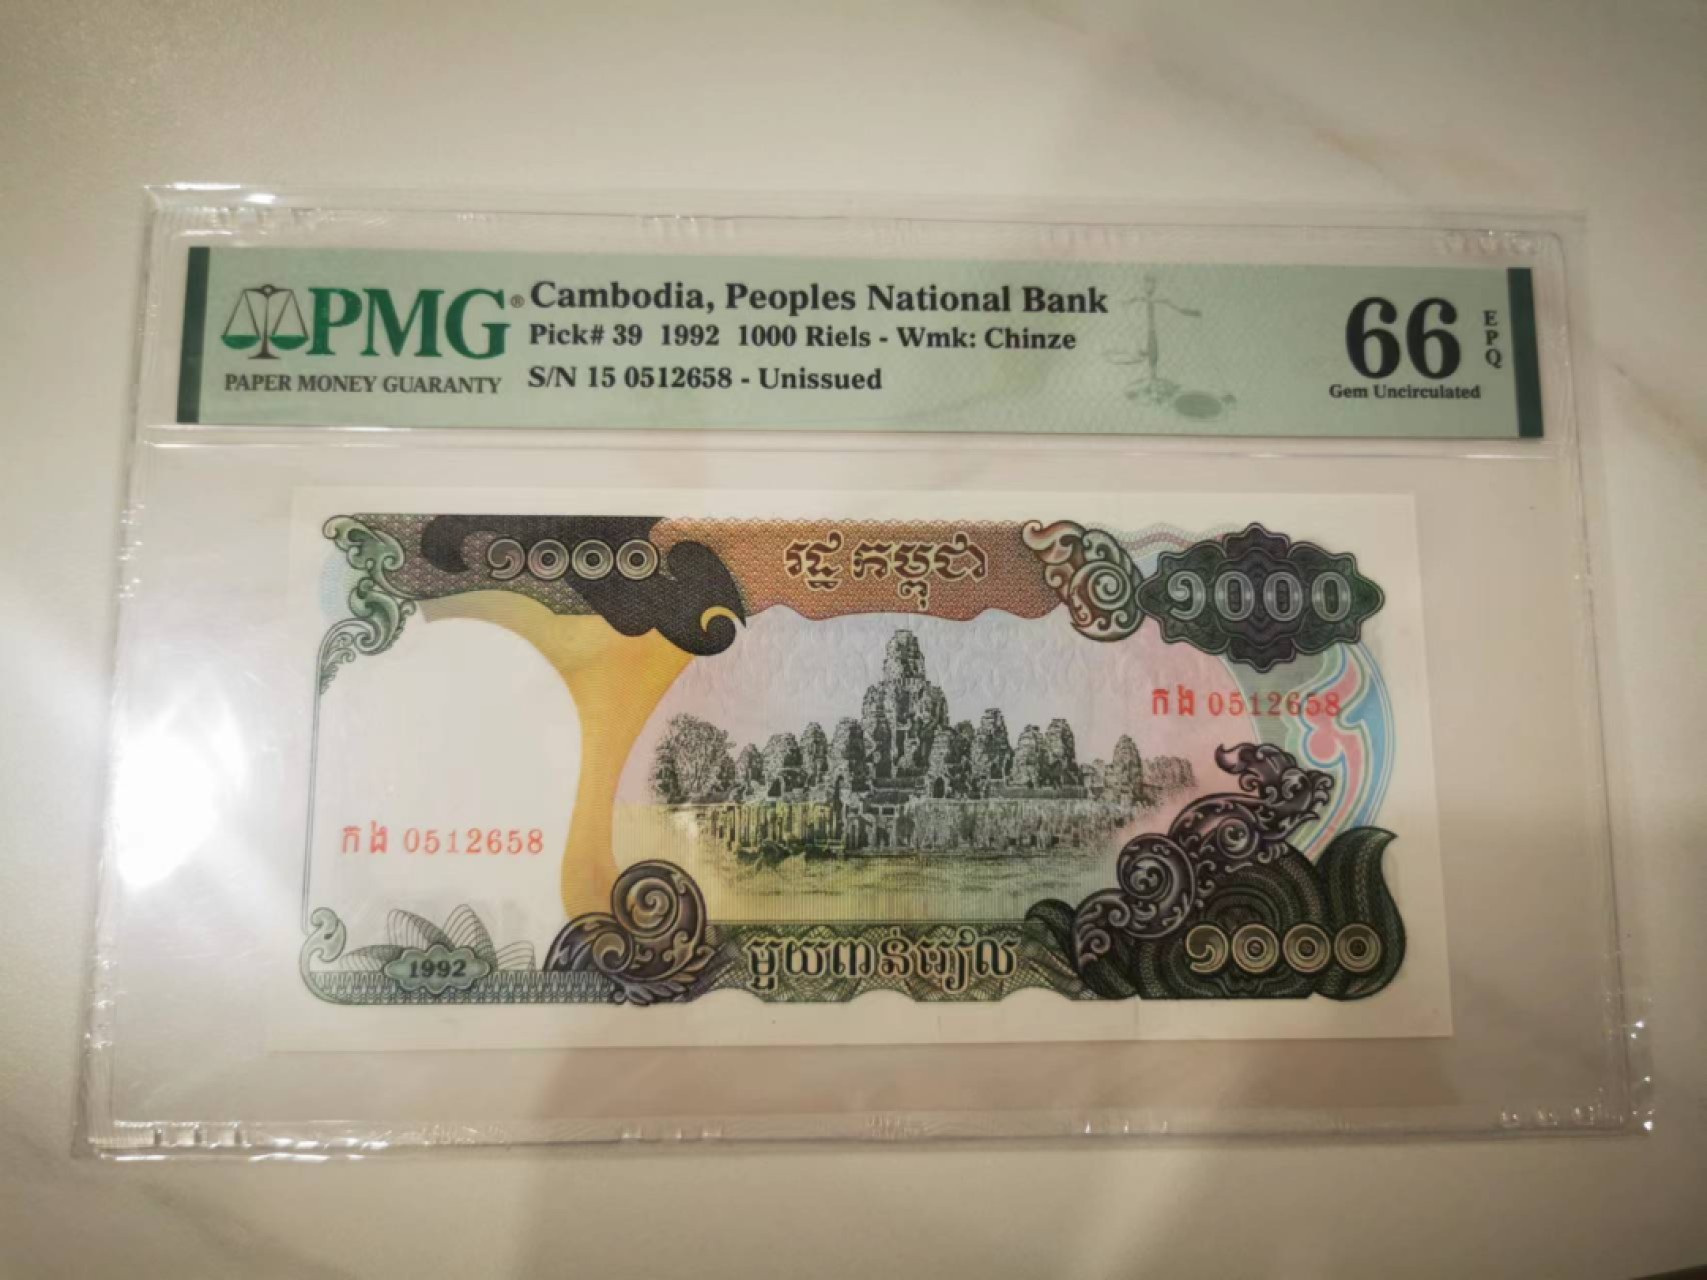 PMG®
PAPER MONEY GUARANTY
Cambodia, Peoples National Bank
Pick# 39 1992 1000 Riels - Wmk: Chinze
S/N 15 0512658 - Unissued
66
EPQ
Gem Uncirculated
១០០០
រដ្ឋ កម្ពុជា
១០០០
កង 0512658
កង 0512658
1992
មួយពាន់រៀល
១០០០